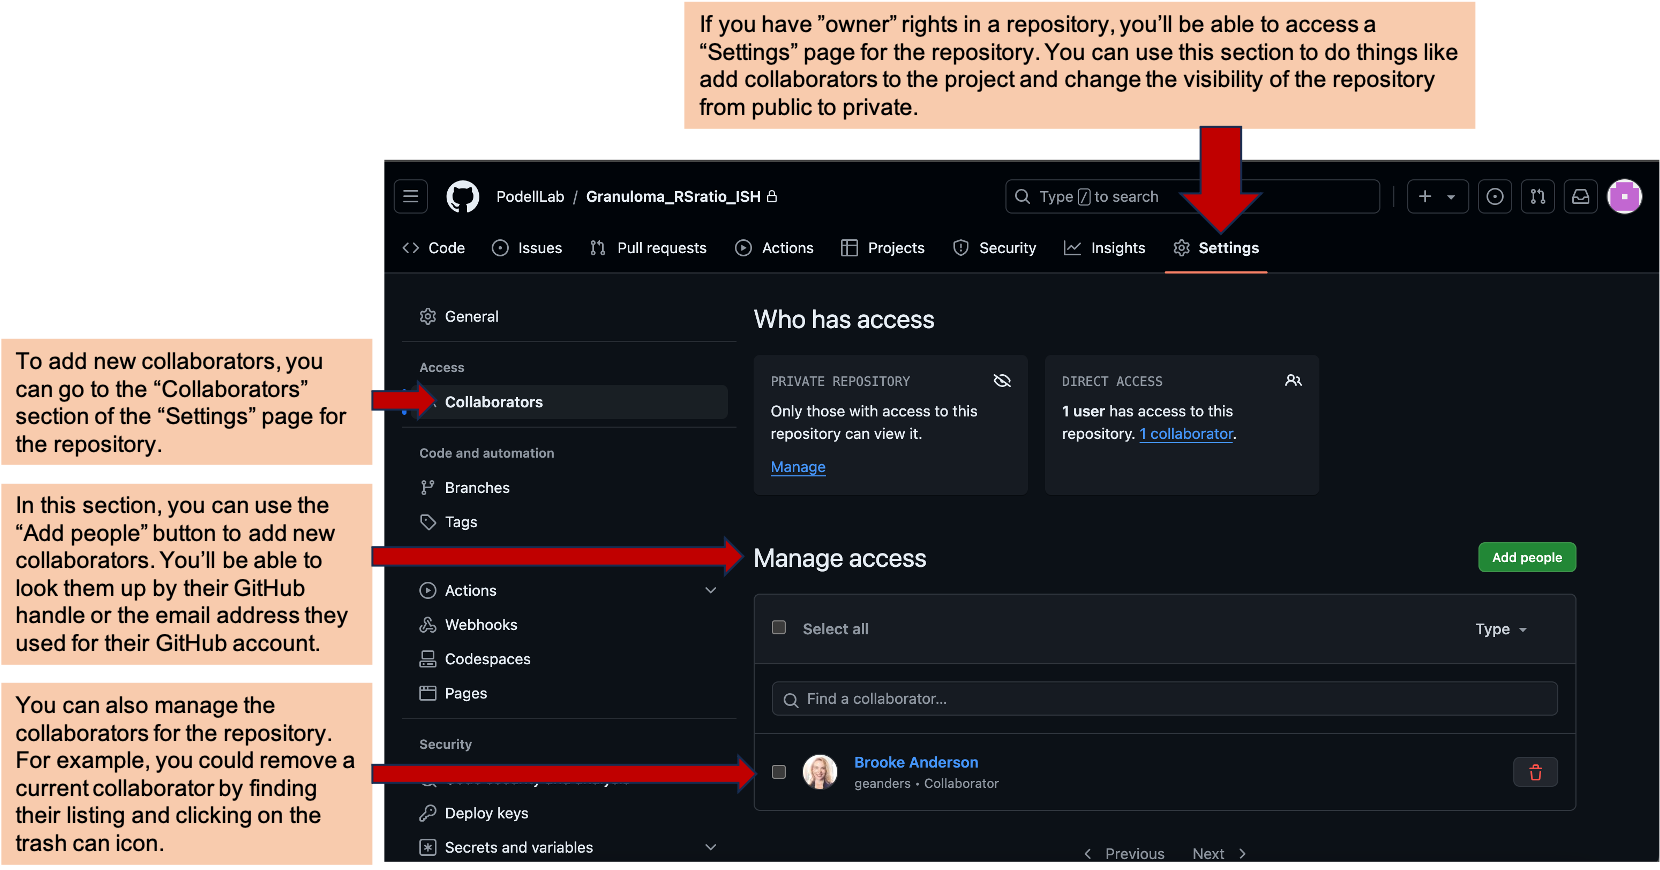 If you have ”owner” rights in a repository, you’ll be able to access a
“Settings” page for the repository. You can use this section to do things like
add collaborators to the project and change the visibility of the repository
from public to private.
PodellLab / Granuloma_RSratio_ISH
Type / to search
Code
Issues
Pull requests
Actions
Projects
Security
Insights
Settings
General
Access
Collaborators
Code and automation
Branches
Tags
Actions
Webhooks
Codespaces
Pages
Security
Deploy keys
Secrets and variables
Who has access
PRIVATE REPOSITORY
Only those with access to this
repository can view it.
Manage
DIRECT ACCESS
1 user has access to this
repository. 1 collaborator.
Manage access
Add people
Select all
Type
Find a collaborator...
Brooke Anderson
geanders • Collaborator
Previous
Next
To add new collaborators, you
can go to the “Collaborators”
section of the “Settings” page for
the repository.
In this section, you can use the
“Add people” button to add new
collaborators. You’ll be able to
look them up by their GitHub
handle or the email address they
used for their GitHub account.
You can also manage the
collaborators for the repository.
For example, you could remove a
current collaborator by finding
their listing and clicking on the
trash can icon.